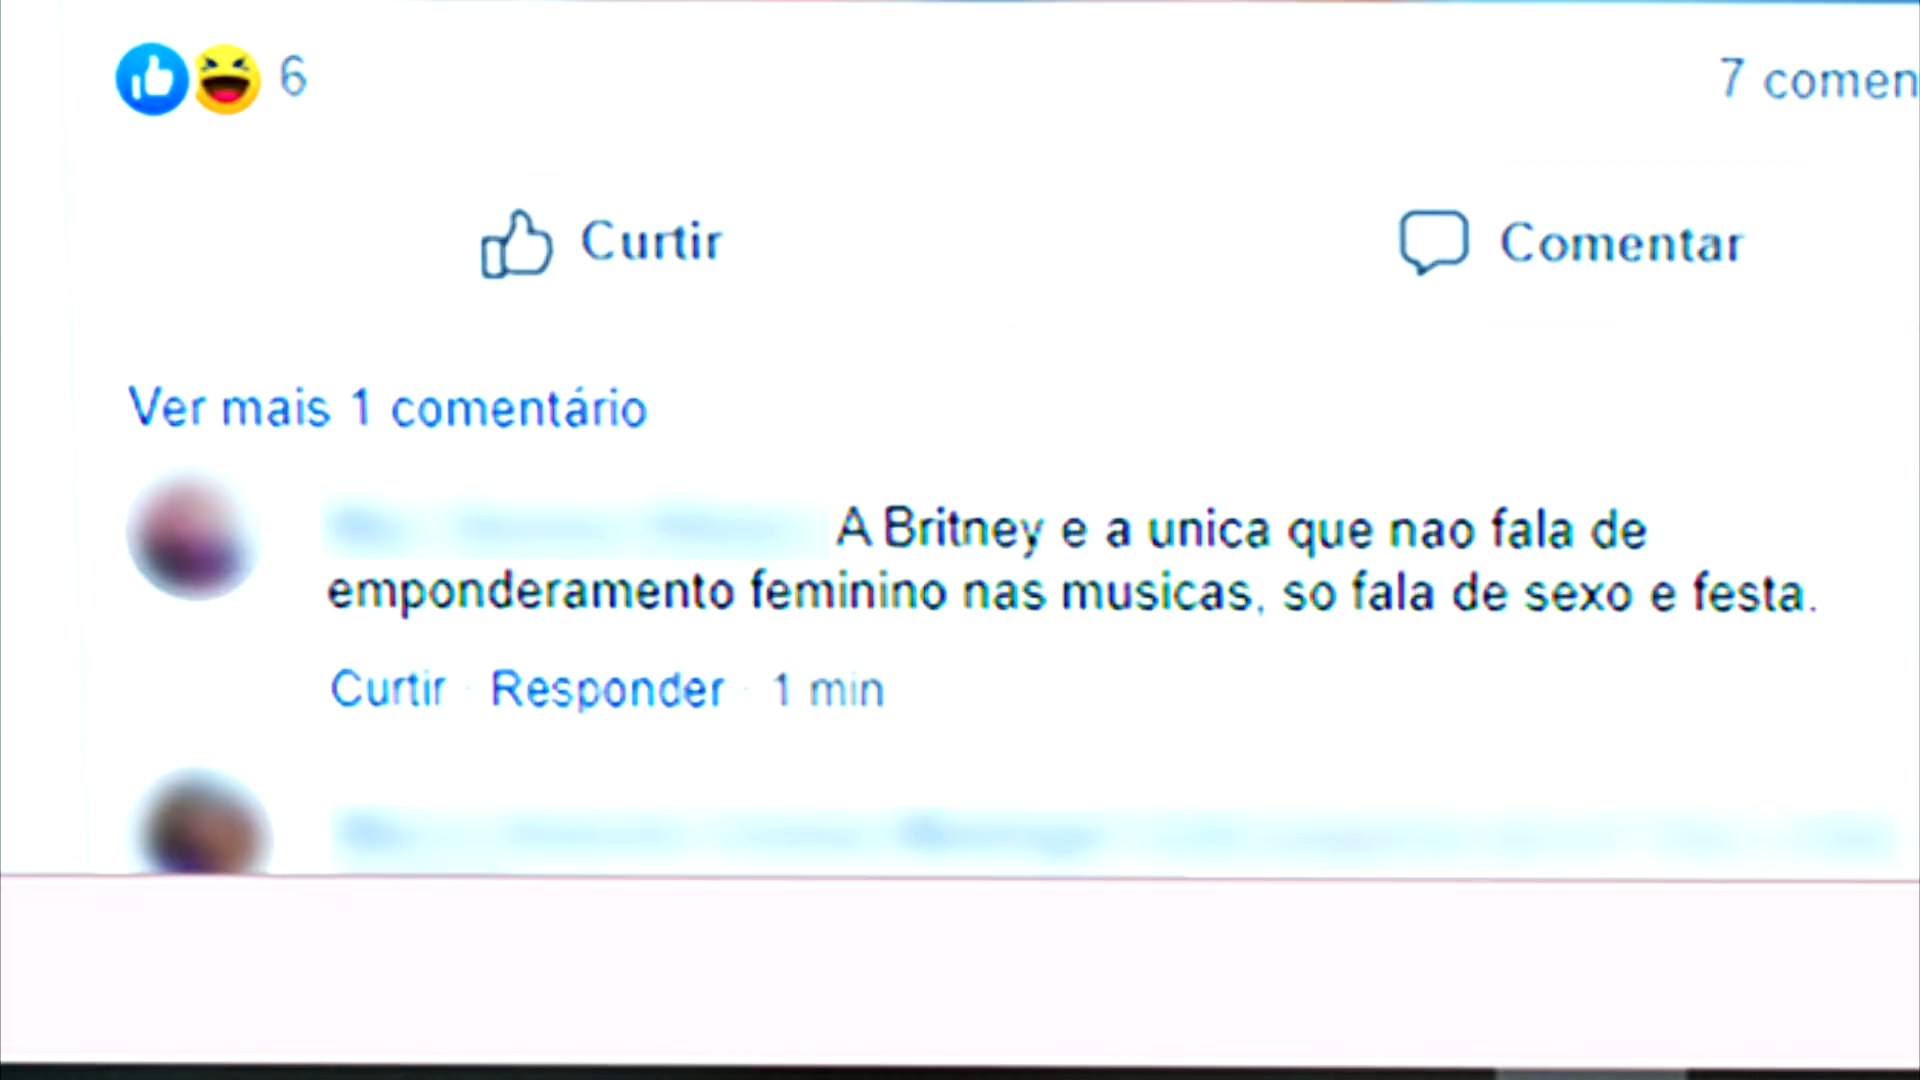 6
7 comen
Curtir
Comentar
Ver mais 1 comentário
A Britney e a unica que nao fala de
emponderamento feminino nas musicas, so fala de sexo e festa.
Curtir · Responder · 1 min